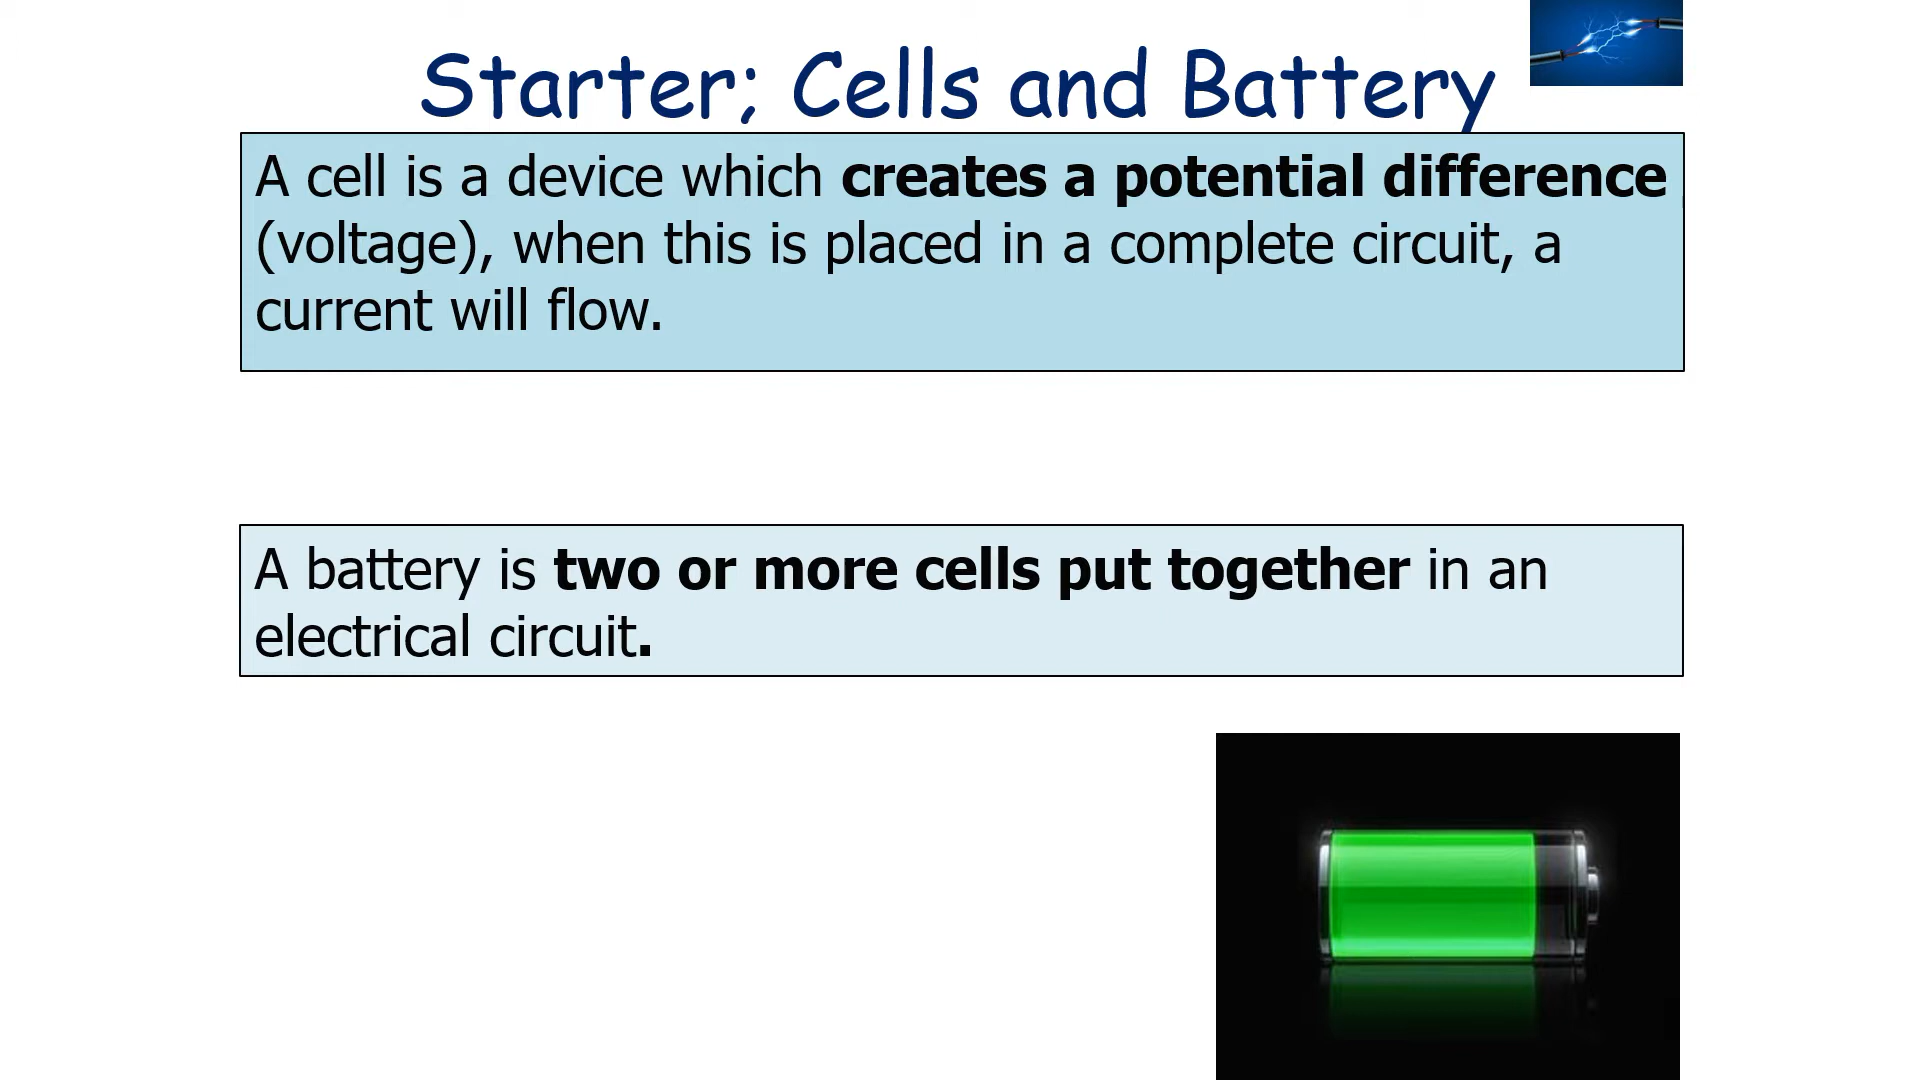 Starter; Cells and Battery
A cell is a device which creates a potential difference
(voltage), when this is placed in a complete circuit, a
current will flow.
A battery is two or more cells put together in an
electrical circuit.